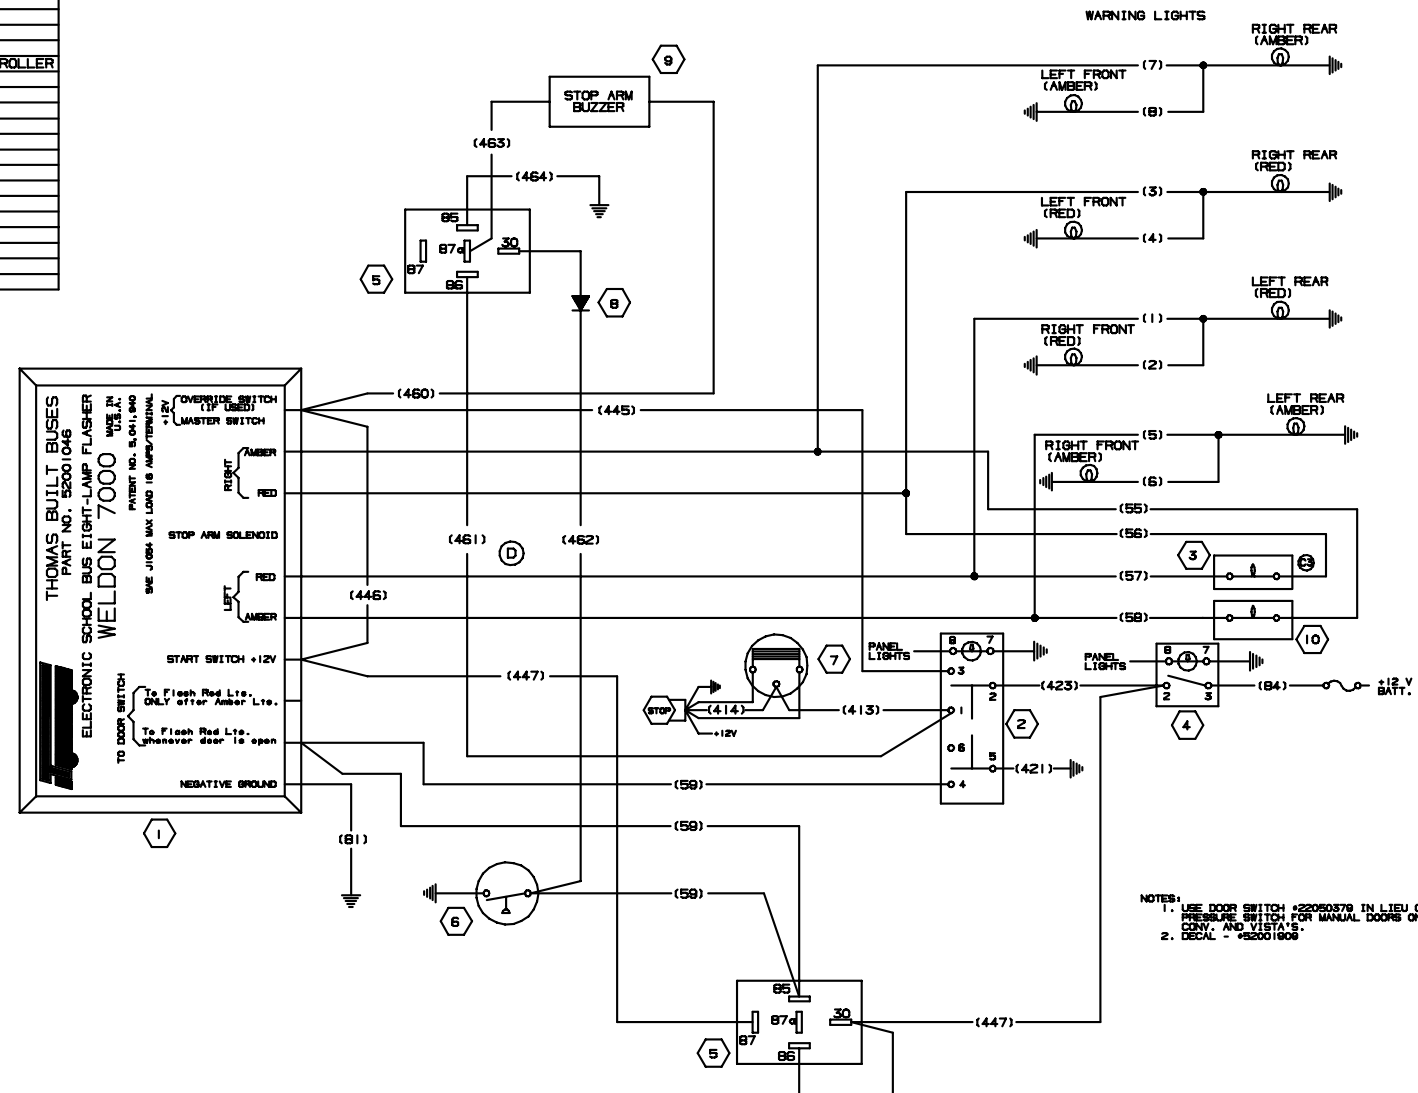 WARNING LIGHTS
RIGHT REAR
(AMBER)
ROLLER
(7)
9
LEFT FRONT
(AMBER)
STOP ARM
BUZZER
(8)
(463)
RIGHT REAR
(RED)
(464)
(3)
LEFT FRONT
(RED)
85
(4)
87
87a
30
86
5
LEFT REAR
(RED)
8
(1)
RIGHT FRONT
(RED)
(2)
(460)
LEFT REAR
(AMBER)
(445)
THOMAS BUILT BUSES
PART NO. 52001046
ELECTRONIC SCHOOL BUS EIGHT-LAMP FLASHER
WELDON 7000
MADE IN
U.S.A.
PATENT NO. 5,041,940
SAE J1054 MAX LOAD 16 AMPS/TERMINAL
+12V
OVERRIDE SWITCH
(IF USED)
MASTER SWITCH
RIGHT
AMBER
RED
STOP ARM SOLENOID
LEFT
RED
AMBER
START SWITCH +12V
TO DOOR SWITCH
To Flash Red Lts.
ONLY after Amber Lts.
To Flash Red Lts.
whenever door is open
NEGATIVE GROUND
1
(5)
RIGHT FRONT
(AMBER)
(6)
(55)
(56)
(461)
D
(462)
3
C3
(57)
(446)
(58)
10
7
PANEL
LIGHTS
8
7
3
2
1
6
5
4
2
PANEL
LIGHTS
8
7
2
3
4
(447)
(423)
(84)
+12 V
BATT.
STOP
(414)
(413)
+12V
(421)
(59)
(59)
(81)
(59)
6
NOTES:
1. USE DOOR SWITCH #22050379 IN LIEU O
PRESSURE SWITCH FOR MANUAL DOORS ON
CONV. AND VISTA'S.
2. DECAL - #52001909
85
87
87a
30
86
5
(447)